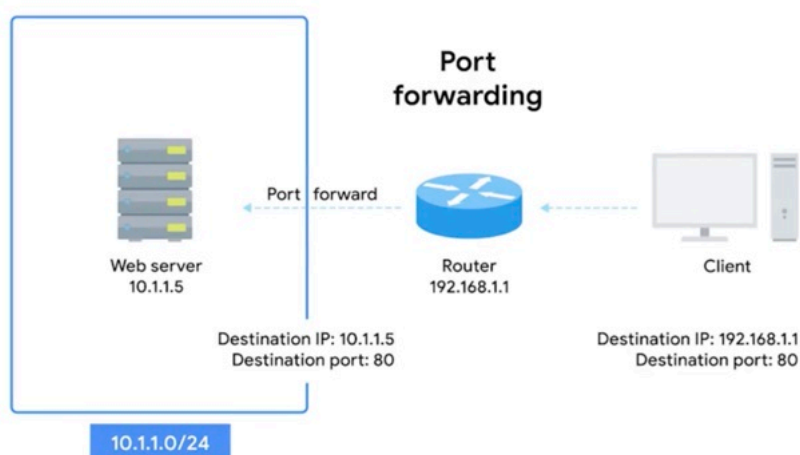 Port
forwarding
Port forward
Web server
10.1.1.5
Router
192.168.1.1
Client
Destination IP: 10.1.1.5
Destination port: 80
Destination IP: 192.168.1.1
Destination port: 80
10.1.1.0/24